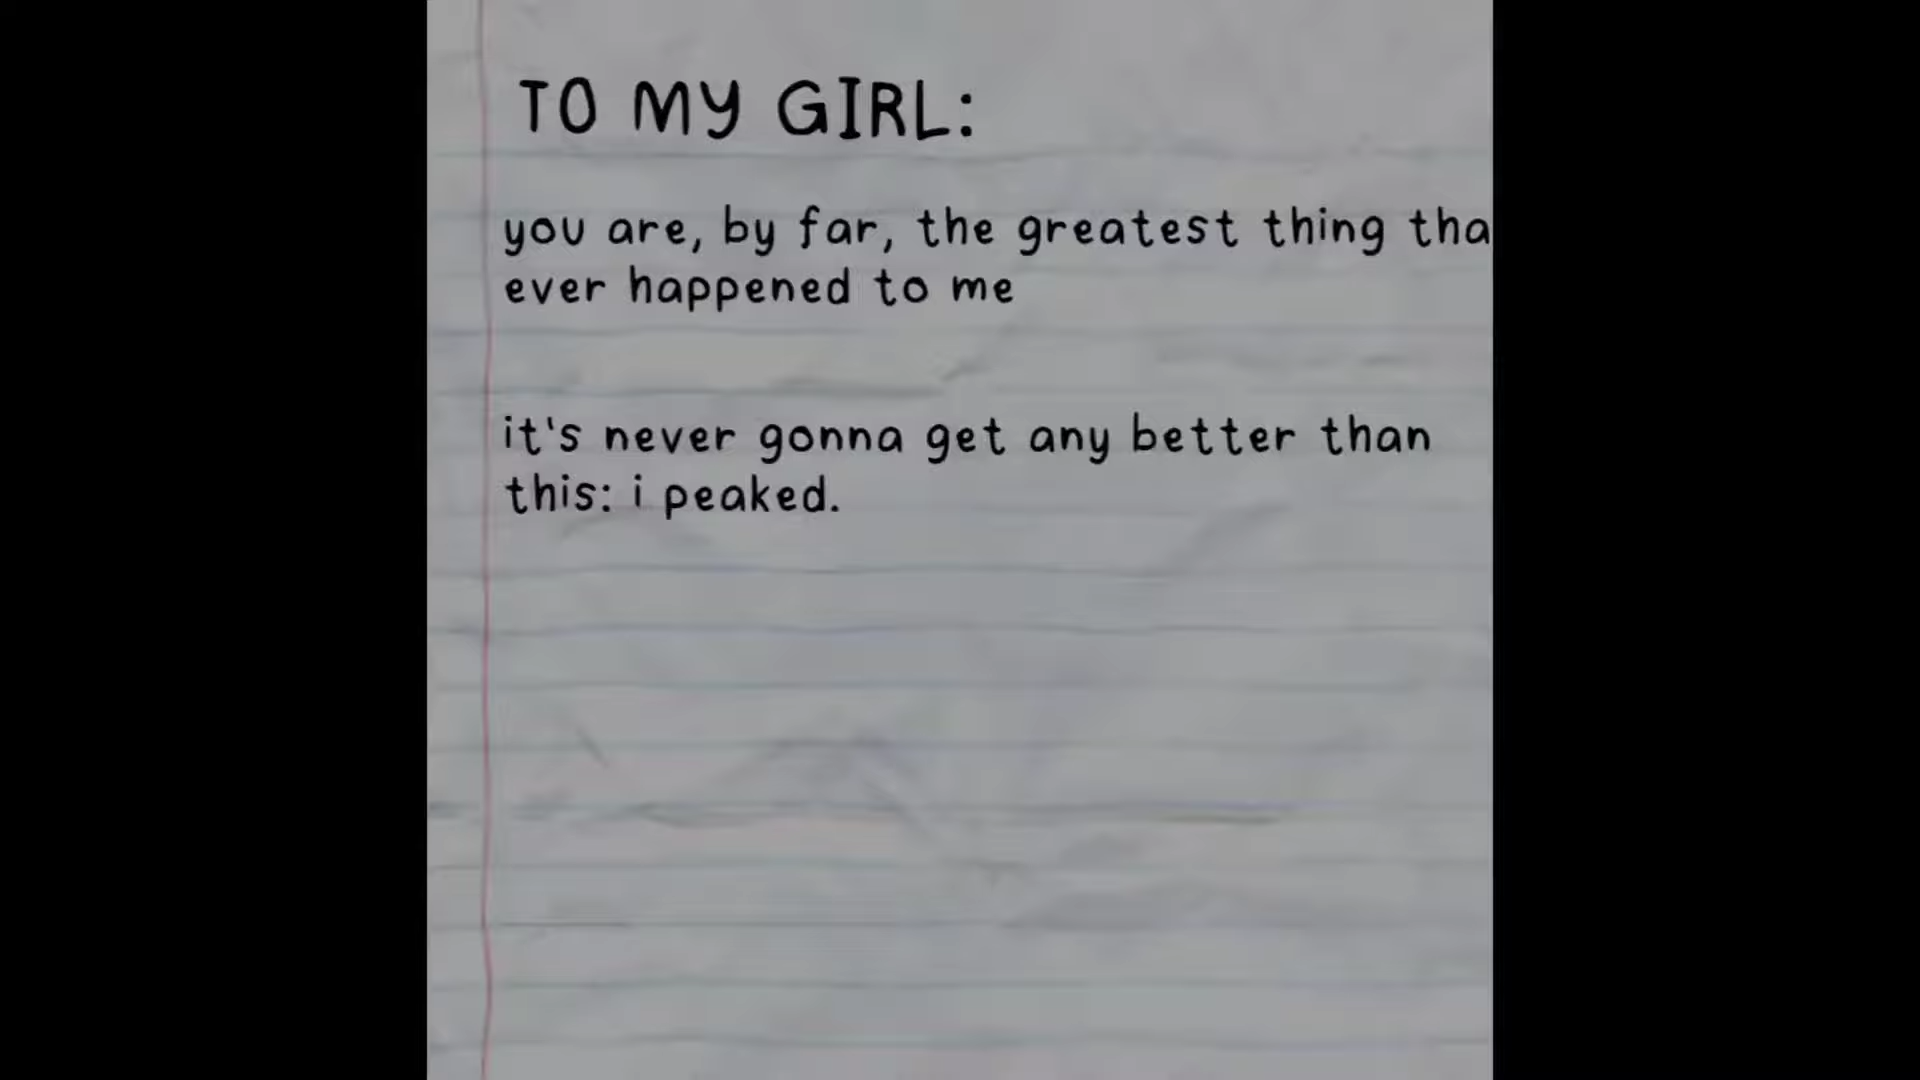 TO MY GIRL:
you are, by far, the greatest thing tha
ever happened to me
it's never gonna get any better than
this: i peaked.